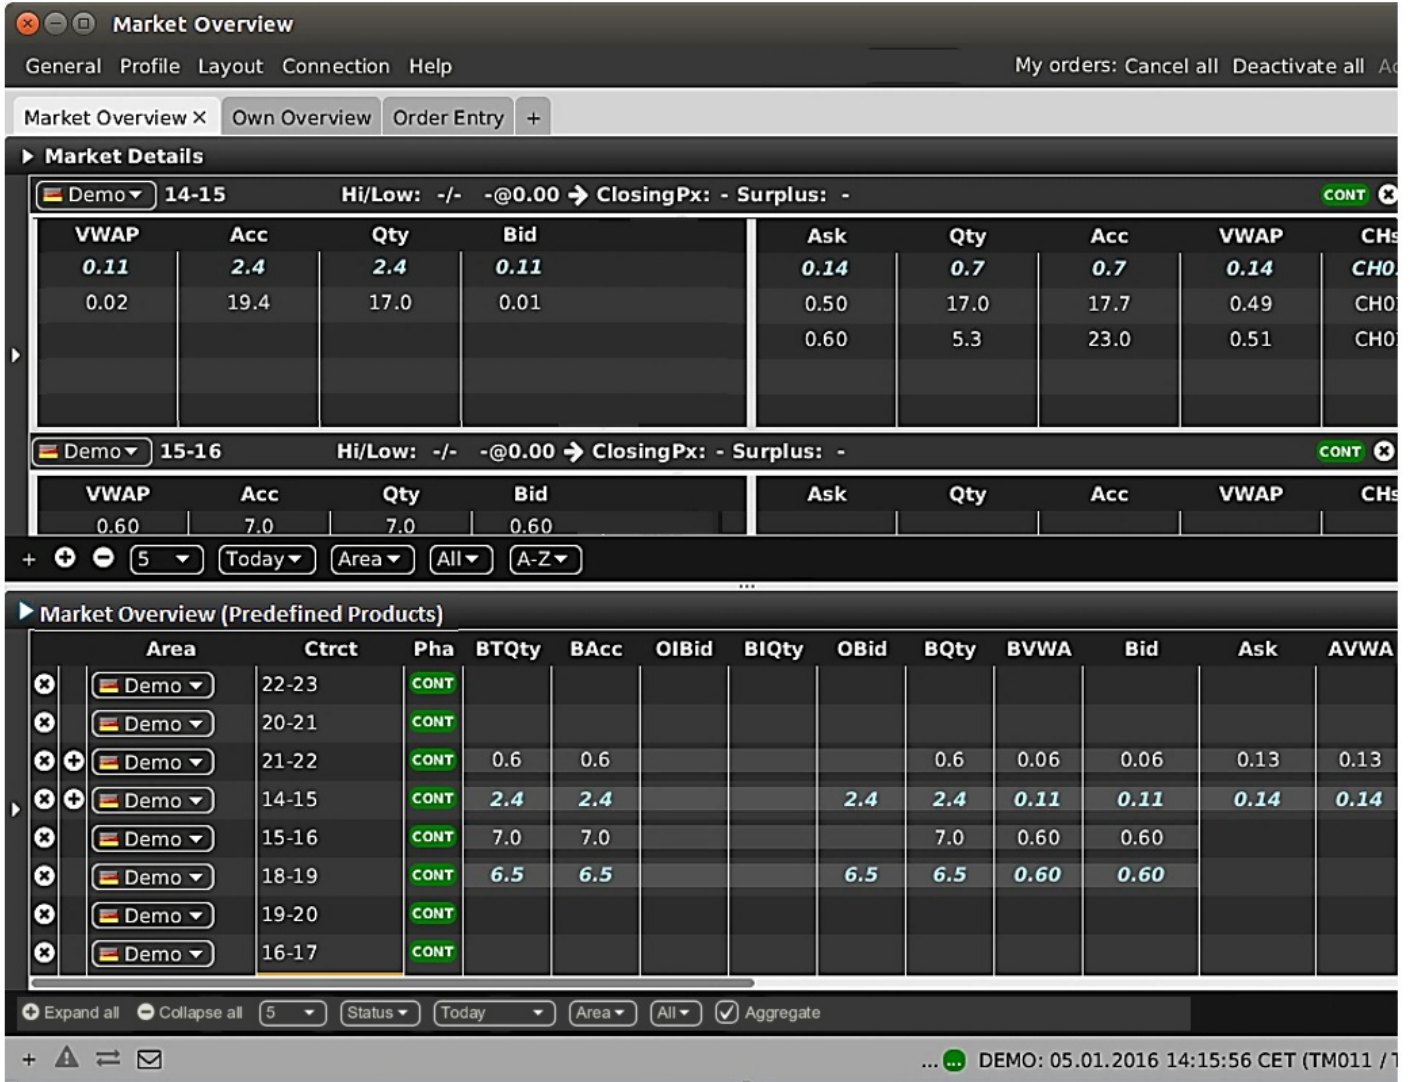 Market Overview
General Profile Layout Connection Help My orders: Cancel all Deactivate all
Market Overview × Own Overview Order Entry +
Market Details
Demo 14-15 Hi/Low: -/- -@0.00 → ClosingPx: - Surplus: - CONT
VWAP Acc Qty Bid Ask Qty Acc VWAP CHs
0.11 2.4 2.4 0.11 0.14 0.7 0.7 0.14 CH0
0.02 19.4 17.0 0.01 0.50 17.0 17.7 0.49 CH0
0.60 5.3 23.0 0.51 CH0
Demo 15-16 Hi/Low: -/- -@0.00 → ClosingPx: - Surplus: - CONT
VWAP Acc Qty Bid Ask Qty Acc VWAP CHs
0.60 7.0 7.0 0.60
+ 5 Today Area All A-Z
Market Overview (Predefined Products)
Area Ctrct Pha BTQty BAcc OIBid BIQty OBid BQty BVWA Bid Ask AVWA
Demo 22-23 CONT
Demo 20-21 CONT
Demo 21-22 CONT 0.6 0.6 0.6 0.06 0.06 0.13 0.13
Demo 14-15 CONT 2.4 2.4 2.4 2.4 0.11 0.11 0.14 0.14
Demo 15-16 CONT 7.0 7.0 7.0 0.60 0.60
Demo 18-19 CONT 6.5 6.5 6.5 6.5 0.60 0.60
Demo 19-20 CONT
Demo 16-17 CONT
Expand all Collapse all 5 Status Today Area All Aggregate
+ ... DEMO: 05.01.2016 14:15:56 CET (TM011 /